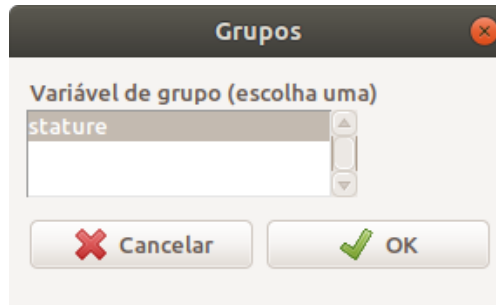 Grupos
Variável de grupo (escolha uma)
stature
Cancelar
OK